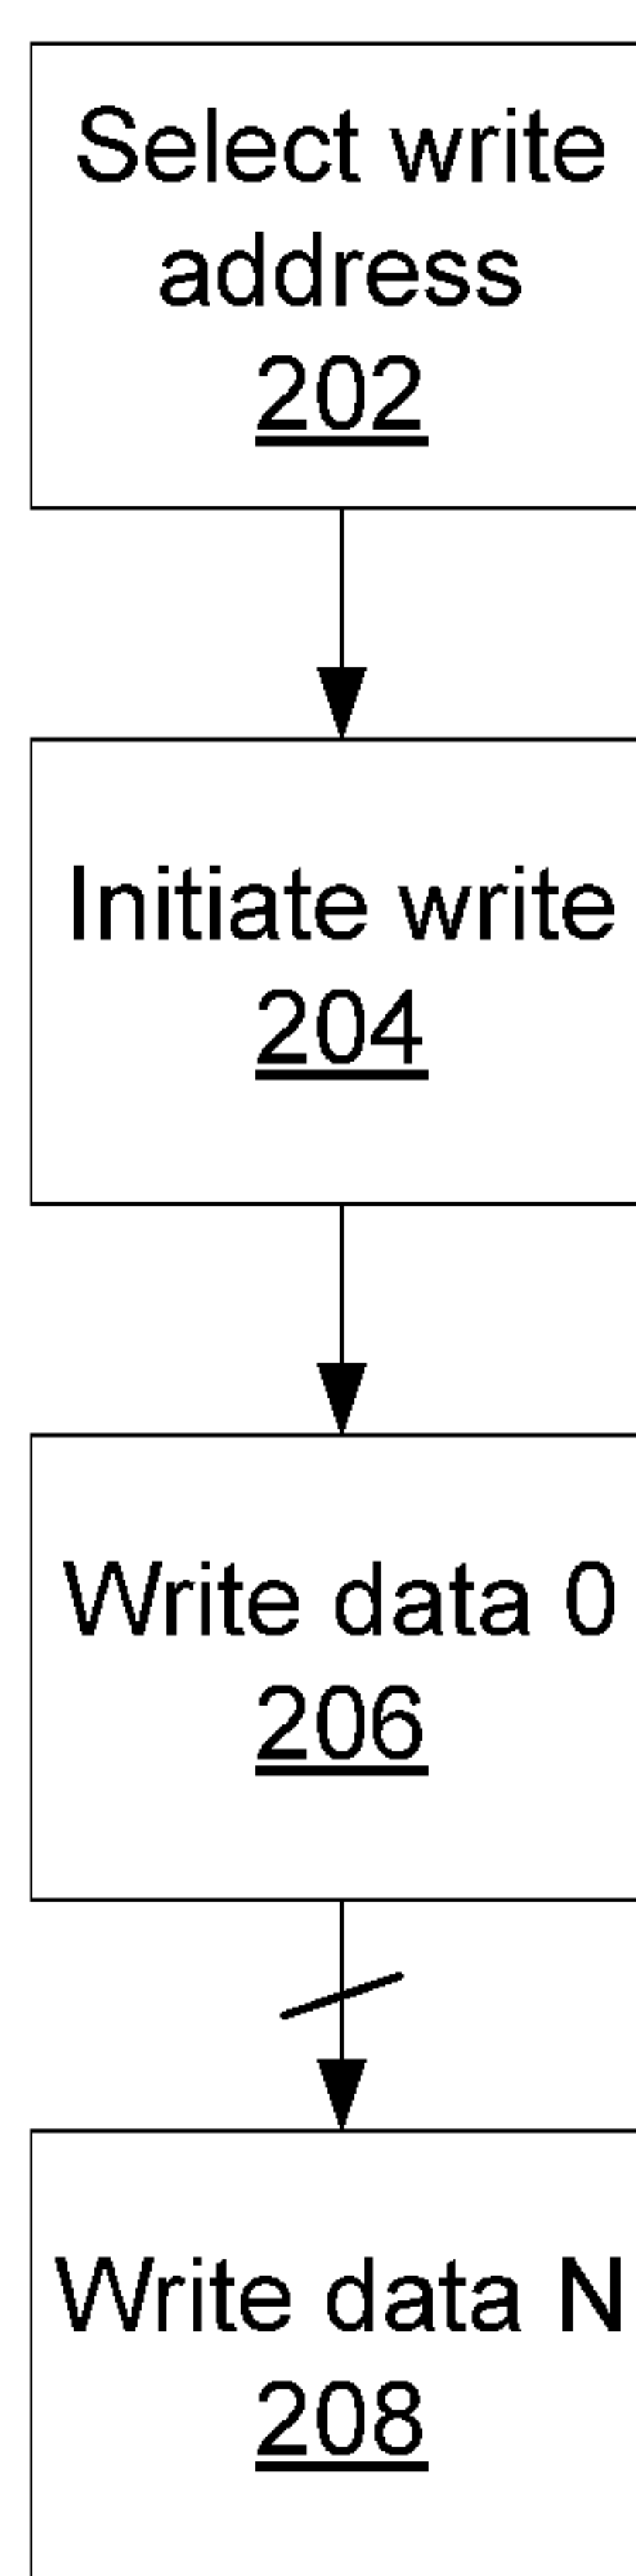 Select write
address
202
Initiate write
204
Write data 0
206
Write data N
208